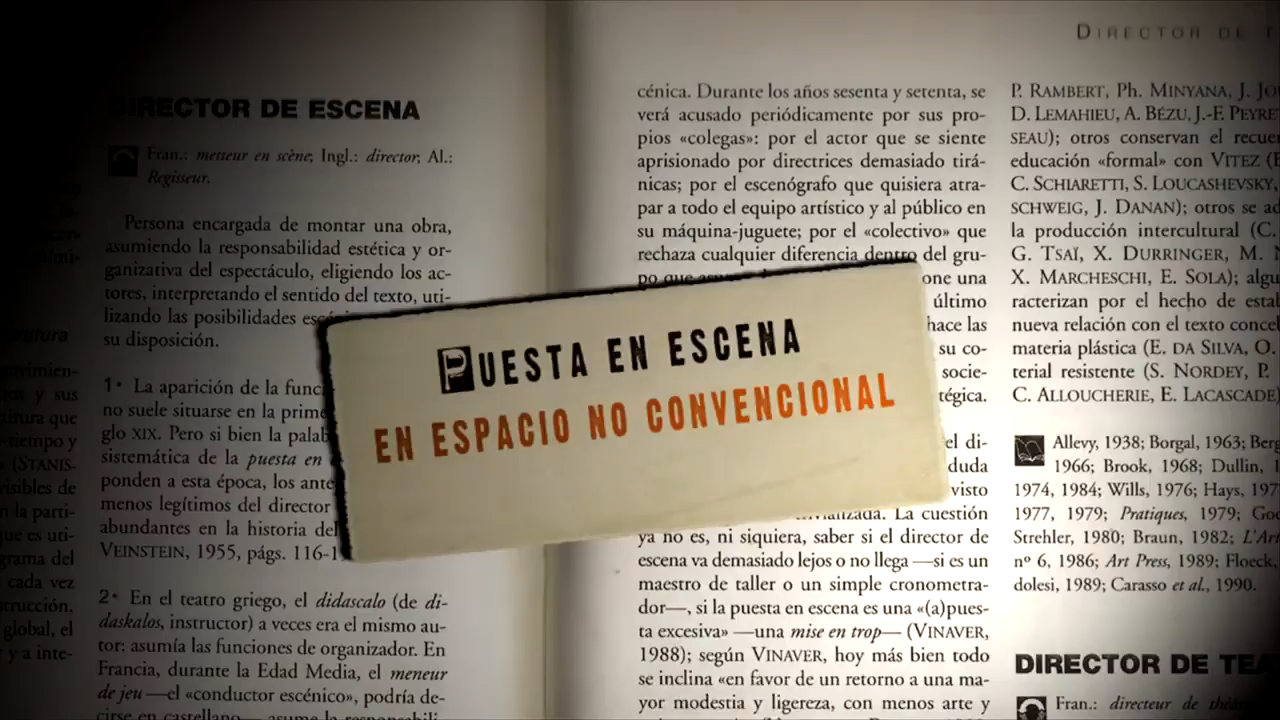 DIRECTOR DE T
DIRECTOR DE ESCENA
Fran.: metteur en scène, Ingl.: director, Al.:
Regisseur.
Persona encargada de montar una obra,
asumiendo la responsabilidad estética y or-
ganizativa del espectáculo, eligiendo los ac-
tores, interpretando el sentido del texto, uti-
lizando las posibilidades
su disposición.
1• La aparición de la
no suele situarse en la
glo XIX. Pero si bien la
sistemática de la puesta en
ponden a esta época, los
menos legítimos del director
abundantes en la historia
VEINSTEIN, 1955, págs. 116-1
2• En el teatro griego, el didascalo (de di-
daskalos, instructor) a veces era el mismo au-
tor: asumía las funciones de organizador. En
Francia, durante la Edad Media, el meneur
de jeu —el «conductor escénico», podría de-
PUESTA EN ESCENA
EN ESPACIO NO CONVENCIONAL
cénica. Durante los años sesenta y setenta, se
verá acusado periódicamente por sus pro-
pios «colegas»: por el actor que se siente
aprisionado por directrices demasiado tirá-
nicas; por el escenógrafo que quisiera atra-
par a todo el equipo artístico y al público en
su máquina-juguete; por el «colectivo» que
rechaza cualquier diferencia dentro del gru-
po que
una
último
hace las
su co-
socie-
di-
duda
visto
La cuestión
ya no es, ni siquiera, saber si el director de
escena va demasiado lejos o no llega —si es un
maestro de taller o un simple cronometra-
dor—, si la puesta en escena es una «(a)pues-
ta excesiva» —una mise en trop— (VINAVER,
1988); según VINAVER, hoy más bien todo
se inclina «en favor de un retorno a una ma-
yor modestia y ligereza, con menos arte y
P. RAMBERT, Ph. MINYANA, J. JO
D. LEMAHIEU, A. BÉZU, J.-F. PEYRE
SEAU); otros conservan el recue
educación «formal» con VITEZ (
C. SCHIARETTI, S. LOUCASHEVSKY,
SCHWEIG, J. DANAN); otros se ad
la producción intercultural (C.
G. TSAÏ, X. DURRINGER, M.
X. MARCHESCHI, E. SOLA); algu
racterizan por el hecho de estal
nueva relación con el texto conce
materia plástica (E. DA SILVA, O.
terial resistente (S. NORDEY, P.
C. ALLOUCHERIE, E. LACASCADE)
Allevy, 1938; Borgal, 1963; Ber
1966; Brook, 1968; Dullin, 1
1974, 1984; Wills, 1976; Hays, 197
1977, 1979; Pratiques, 1979; Go
Strehler, 1980; Braun, 1982; L'Ar
nº 6, 1986; Art Press, 1989; Floeck,
dolesi, 1989; Carasso et al., 1990.
DIRECTOR DE TEA
Fran.: directeur de